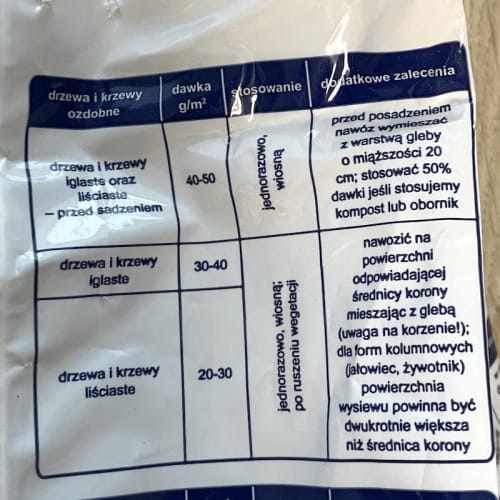 drzewa i krzewy
ozdobne
dawka
g/m²
stosowanie
dodatkowe zalecenia
drzewa i krzewy
iglaste oraz
liściaste
– przed sadzeniem
40-50
jednorazowo,
wiosną
przed posadzeniem
nawóz wymieszać
z warstwą gleby
o miąższości 20
cm; stosować 50%
dawki jeśli stosujemy
kompost lub obornik
drzewa i krzewy
iglaste
30-40
jednorazowo, wiosną;
po ruszeniu wegetacji
nawozić na
powierzchni
odpowiadającej
średnicy korony
mieszając z glebą
(uwaga na korzenie!);
dla form kolumnowych
(jałowiec, żywotnik)
powierzchnia
wysiewu powinna być
dwukrotnie większa
niż średnica korony
drzewa i krzewy
liściaste
20-30